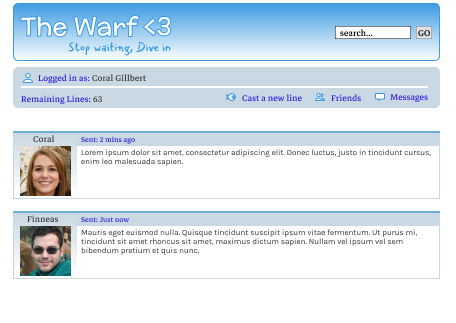 The Warf <3
Stop waiting, Dive in
search... GO
Logged in as: Coral Gillbert
Remaining Lines: 63 Cast a new line Friends Messages
Coral Sent: 2 mins ago
Lorem ipsum dolor sit amet, consectetur adipiscing elit. Donec luctus, justo in tincidunt cursus,
enim leo malesuada sapien.
Finneas Sent: Just now
Mauris eget euismod nulla. Quisque tincidunt suscipit ipsum vitae fermentum. Ut purus mi,
tincidunt sit amet rhoncus sit amet, maximus dictum sapien. Nullam vel ipsum vel sem
bibendum pretium et quis nunc.